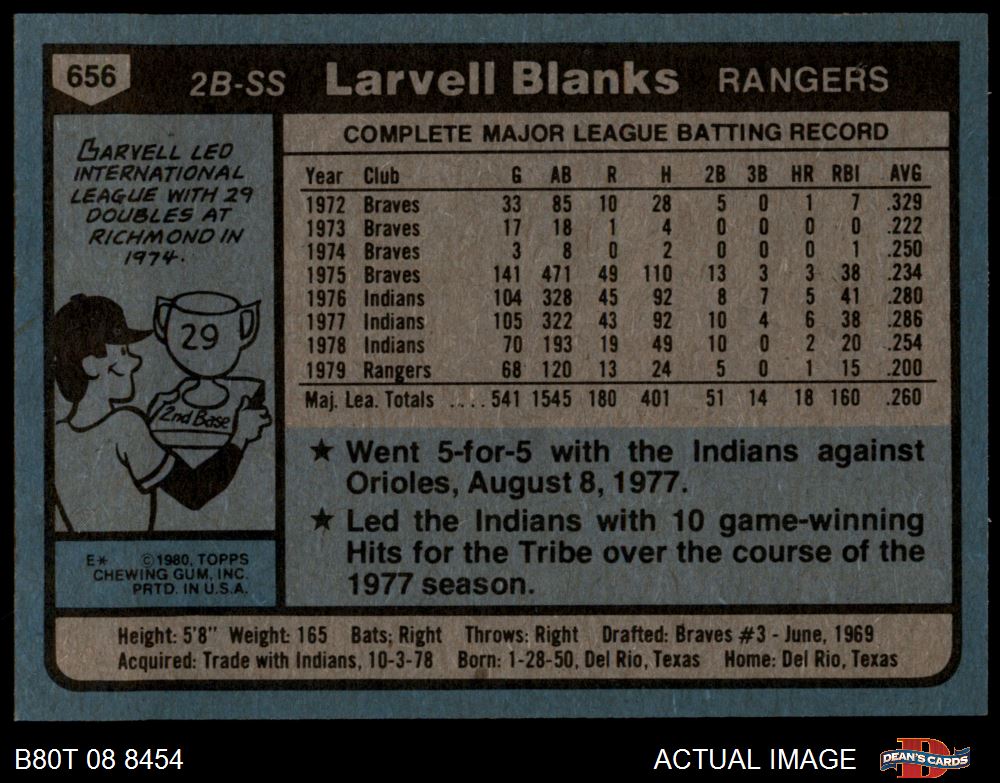 656 2B-SS Larvell Blanks RANGERS
LARVELL LED
INTERNATIONAL
LEAGUE WITH 29
DOUBLES AT
RICHMOND IN
1974.
29
2nd Base
E* ©1980, TOPPS
CHEWING GUM, INC.
PRTD. IN U.S.A.
COMPLETE MAJOR LEAGUE BATTING RECORD
Year Club G AB R H 2B 3B HR RBI AVG
1972 Braves 33 85 10 28 5 0 1 7 .329
1973 Braves 17 18 1 4 0 0 0 0 .222
1974 Braves 3 8 0 2 0 0 0 1 .250
1975 Braves 141 471 49 110 13 3 3 38 .234
1976 Indians 104 328 45 92 8 7 5 41 .280
1977 Indians 105 322 43 92 10 4 6 38 .286
1978 Indians 70 193 19 49 10 0 2 20 .254
1979 Rangers 68 120 13 24 5 0 1 15 .200
Maj. Lea. Totals .... 541 1545 180 401 51 14 18 160 .260
★ Went 5-for-5 with the Indians against
Orioles, August 8, 1977.
★ Led the Indians with 10 game-winning
Hits for the Tribe over the course of the
1977 season.
Height: 5'8" Weight: 165 Bats: Right Throws: Right Drafted: Braves #3 - June, 1969
Acquired: Trade with Indians, 10-3-78 Born: 1-28-50, Del Rio, Texas Home: Del Rio, Texas
B80T 08 8454 ACTUAL IMAGE DEAN'S CARDS